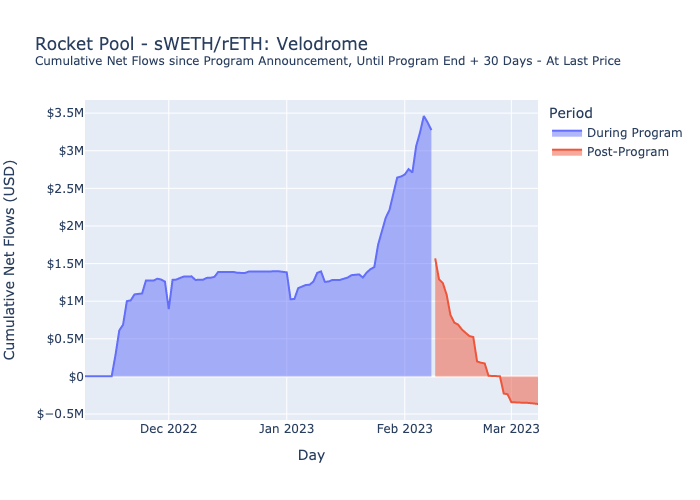 Rocket Pool - sWETH/rETH: Velodrome
Cumulative Net Flows since Program Announcement, Until Program End + 30 Days - At Last Price
Period
During Program
Post-Program
Cumulative Net Flows (USD)
$3.5M
$3M
$2.5M
$2M
$1.5M
$1M
$0.5M
$0
$−0.5M
Dec 2022
Jan 2023
Feb 2023
Mar 2023
Day